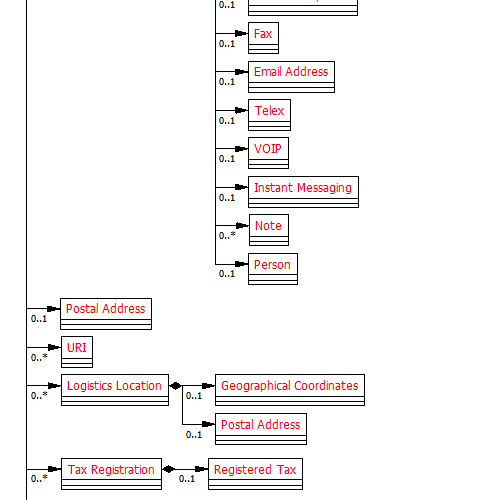 0..1
Fax
0..1
Email Address
0..1
Telex
0..1
VOIP
0..1
Instant Messaging
0..1
Note
0..*
Person
0..1
Postal Address
0..1
URI
0..*
Logistics Location
Geographical Coordinates
0..*
0..1
Postal Address
0..1
Tax Registration
Registered Tax
0..*
0..1